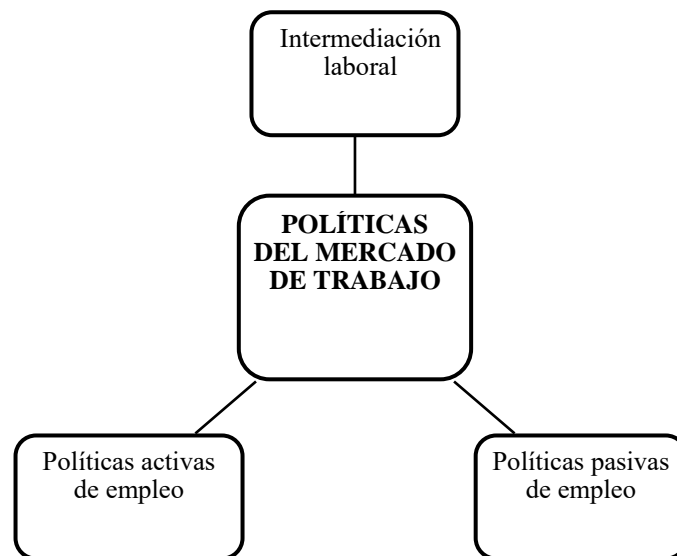 Intermediación
laboral
POLÍTICAS
DEL MERCADO
DE TRABAJO
Políticas activas
de empleo
Políticas pasivas
de empleo